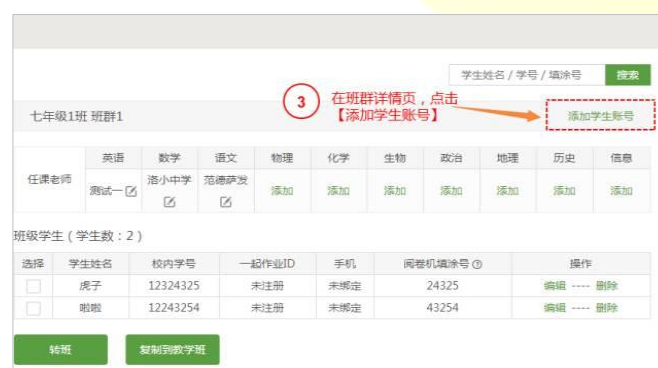 学生姓名 / 学号 / 填涂号 搜索
3 在班群详情页，点击
【添加学生账号】
七年级1班 班群1 添加学生账号
任课老师 英语 数学 语文 物理 化学 生物 政治 地理 历史 信息
测试一 洛小中学 范德萨发 添加 添加 添加 添加 添加 添加 添加
班级学生 ( 学生数：2 )
选择 学生姓名 校内学号 一起作业ID 手机 阅卷机填涂号 ? 操作
虎子 12324325 未注册 未绑定 24325 编辑 ---- 删除
啦啦 12243254 未注册 未绑定 43254 编辑 ---- 删除
转班 复制到教学班